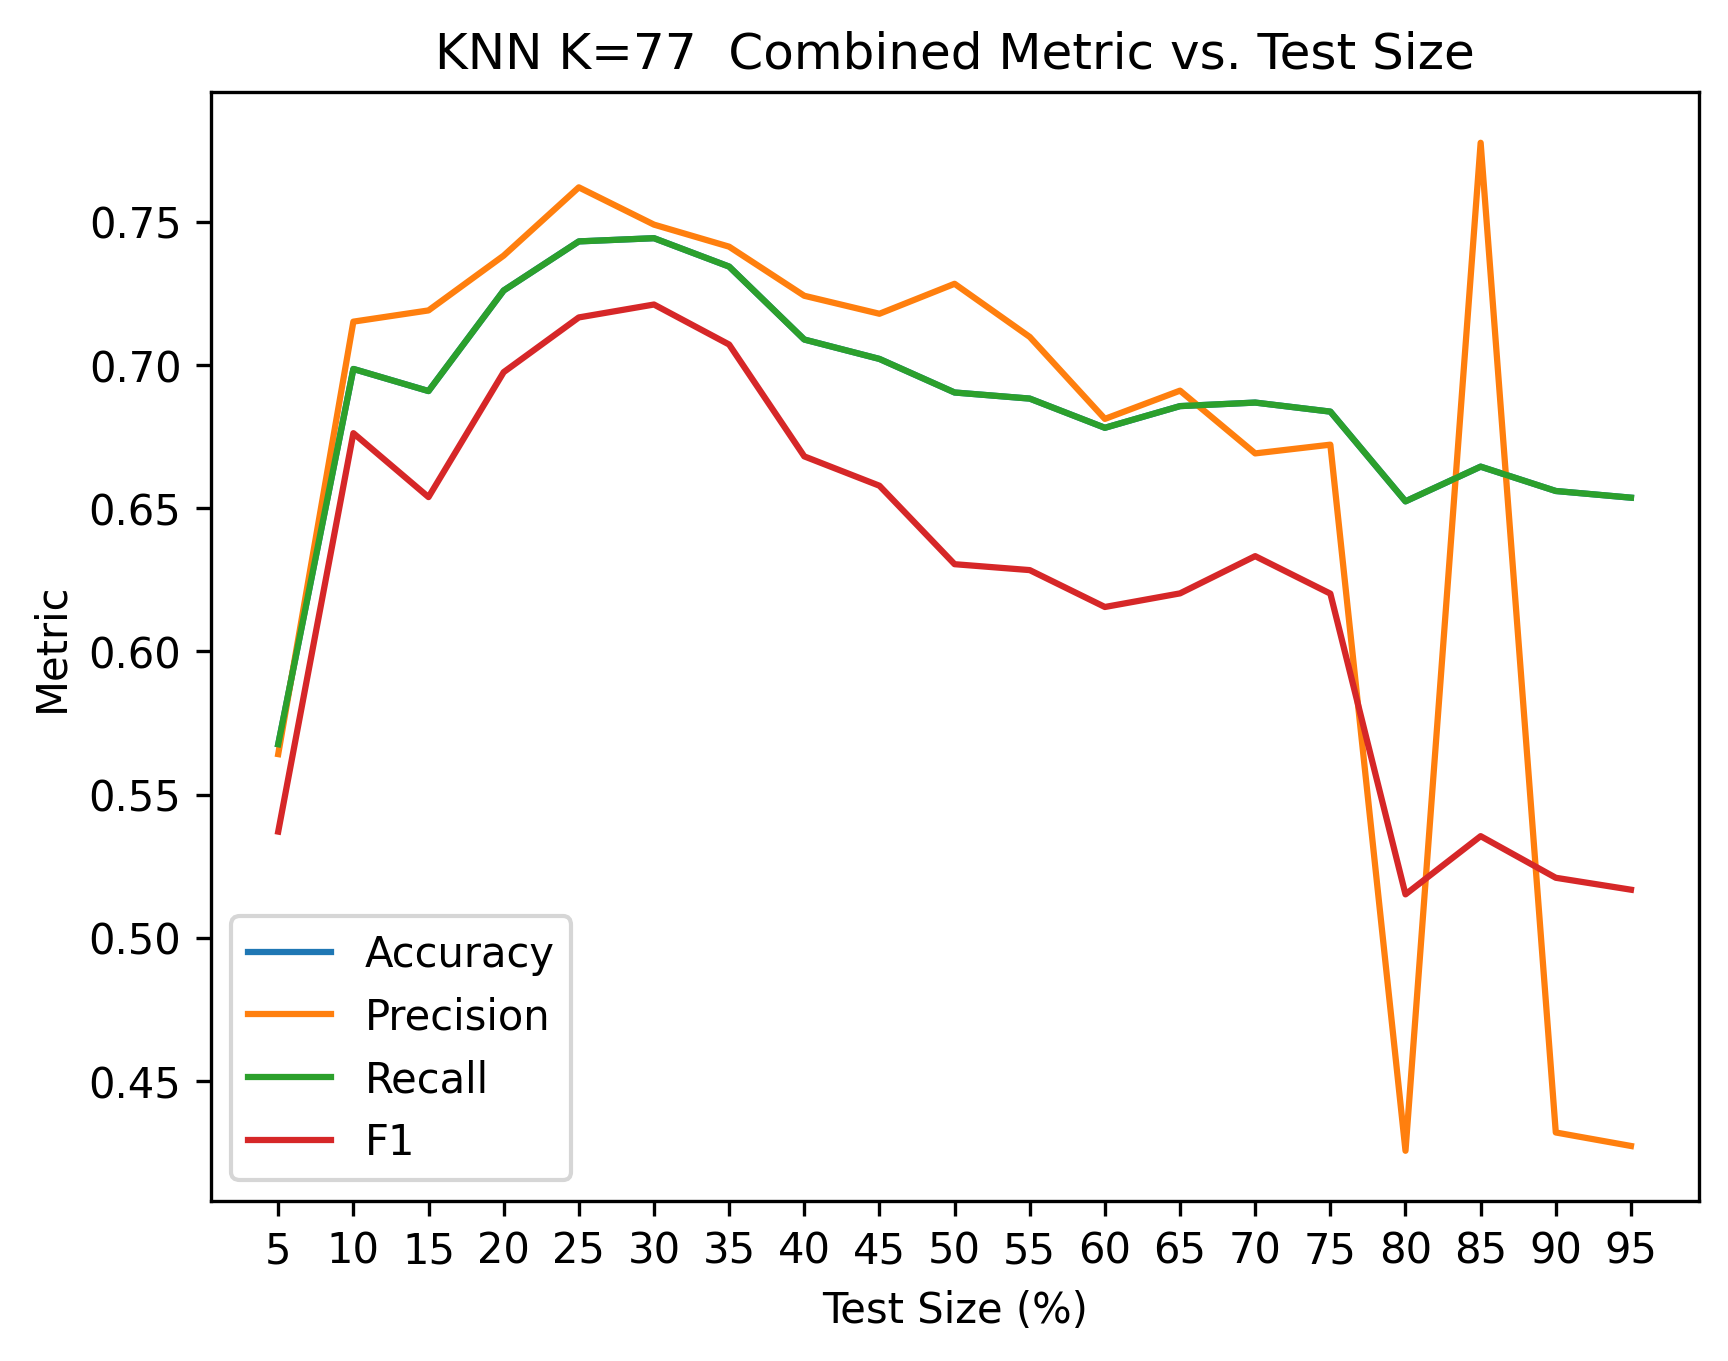 KNN K=77  Combined Metric vs. Test Size
Metric
0.75
0.70
0.65
0.60
0.55
0.50
0.45
Accuracy
Precision
Recall
F1
5 10 15 20 25 30 35 40 45 50 55 60 65 70 75 80 85 90 95
Test Size (%)